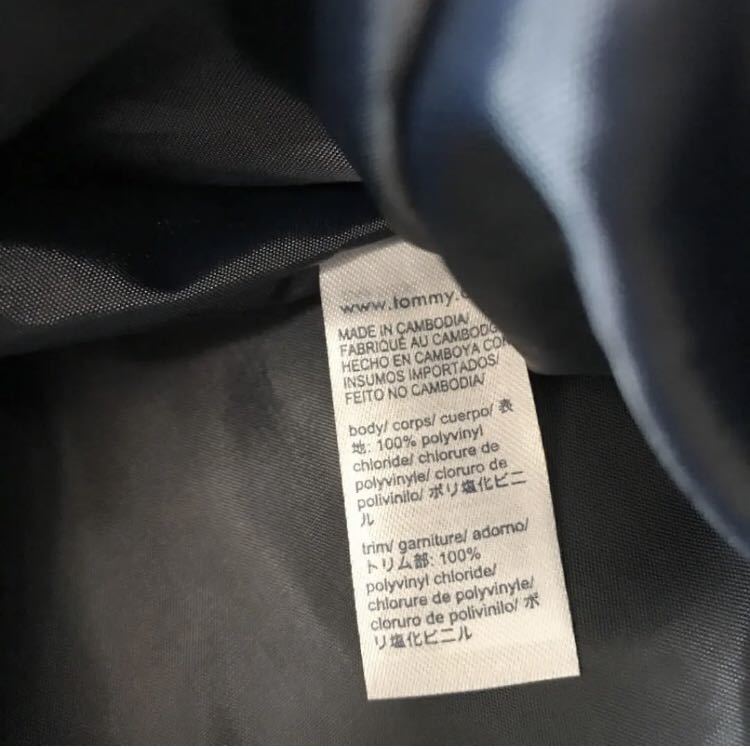 www.tommy.
MADE IN CAMBODIA/
FABRIQUÉ AU CAMBODG
HECHO EN CAMBOYA CON
INSUMOS IMPORTADOS/
FEITO NO CAMBODIA/
body/ corps/ cuerpo/ 表
地: 100% polyvinyl
chloride/ chlorure de
polyvinyle/ cloruro de
polivinilo/ ポリ塩化ビニ
ル
trim/ garniture/ adorno/
トリム部: 100%
polyvinyl chloride/
chlorure de polyvinyle/
cloruro de polivinilo/ ポ
リ塩化ビニル